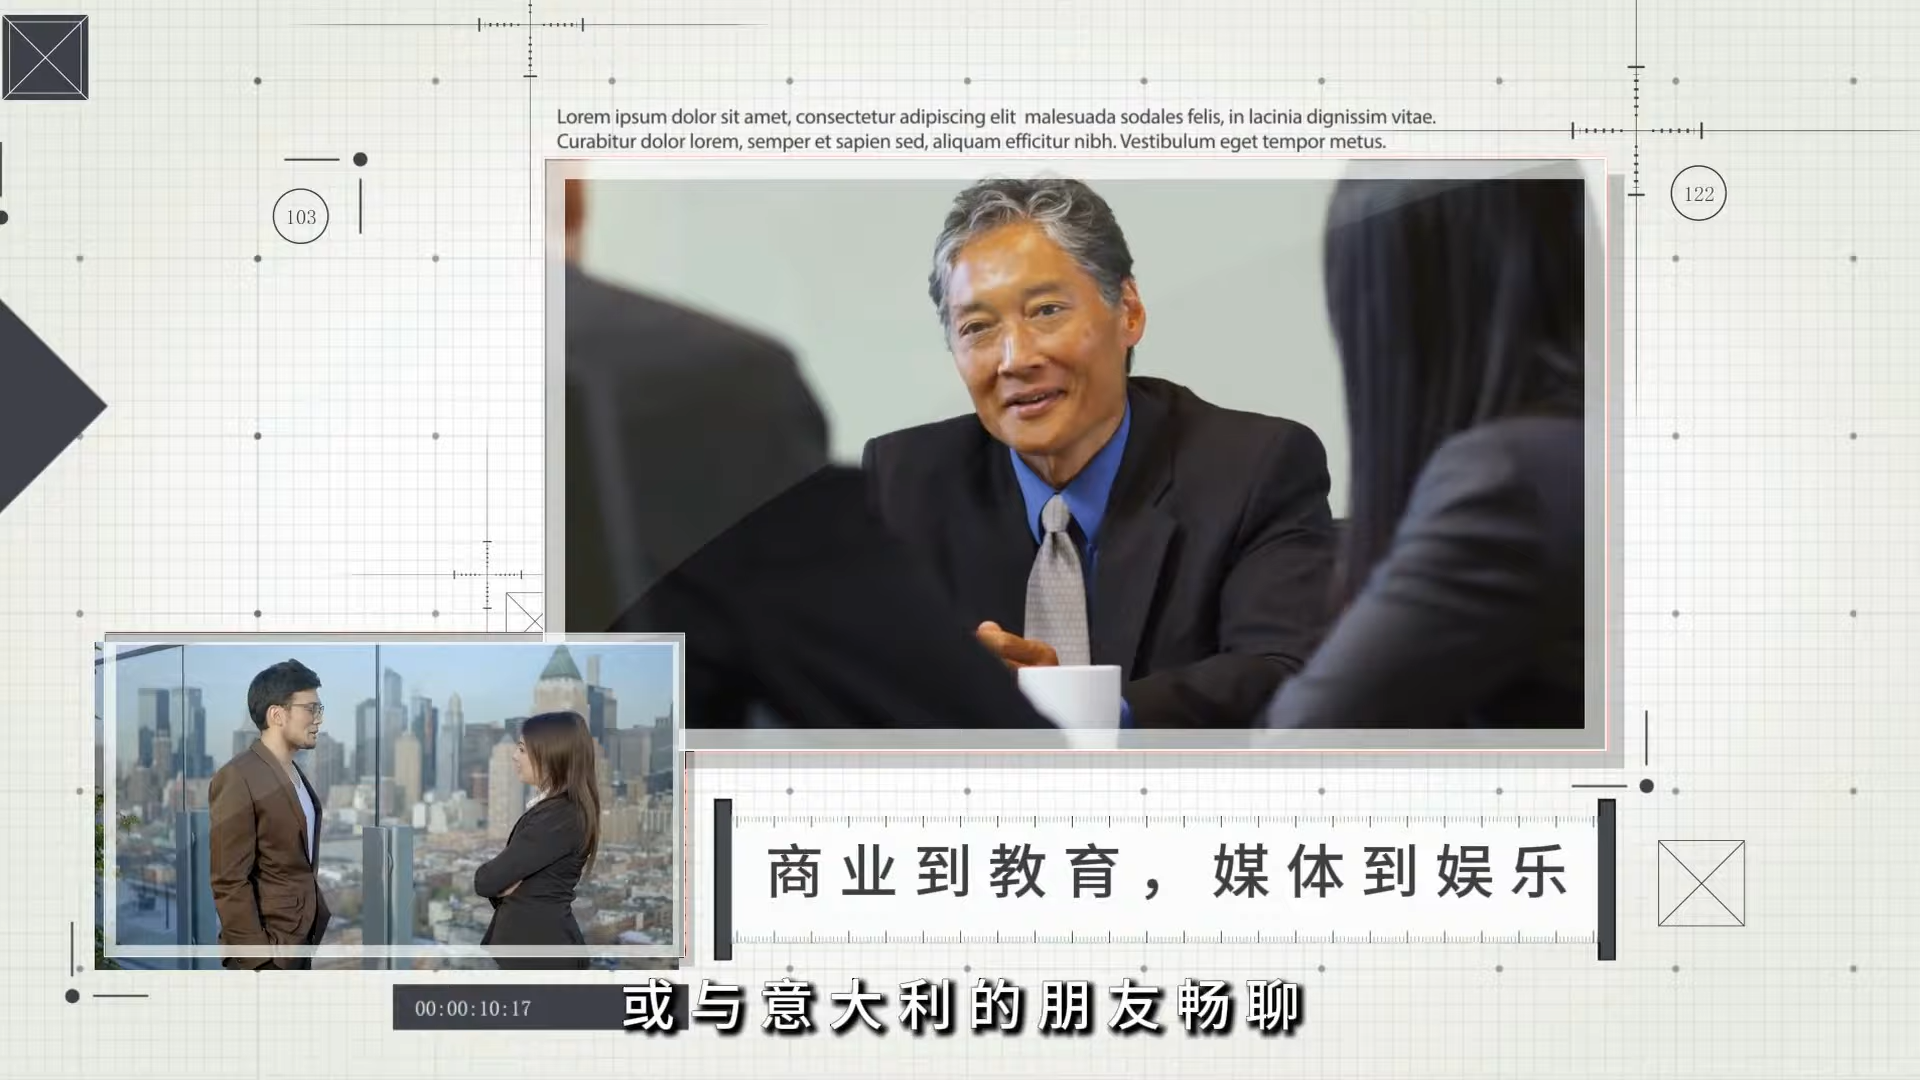 Lorem ipsum dolor sit amet, consectetur adipiscing elit  malesuada sodales felis, in lacinia dignissim vitae.
Curabitur dolor lorem, semper et sapien sed, aliquam efficitur nibh. Vestibulum eget tempor metus.
103
122
商业到教育，媒体到娱乐
00:00:10:17
或与意大利的朋友畅聊